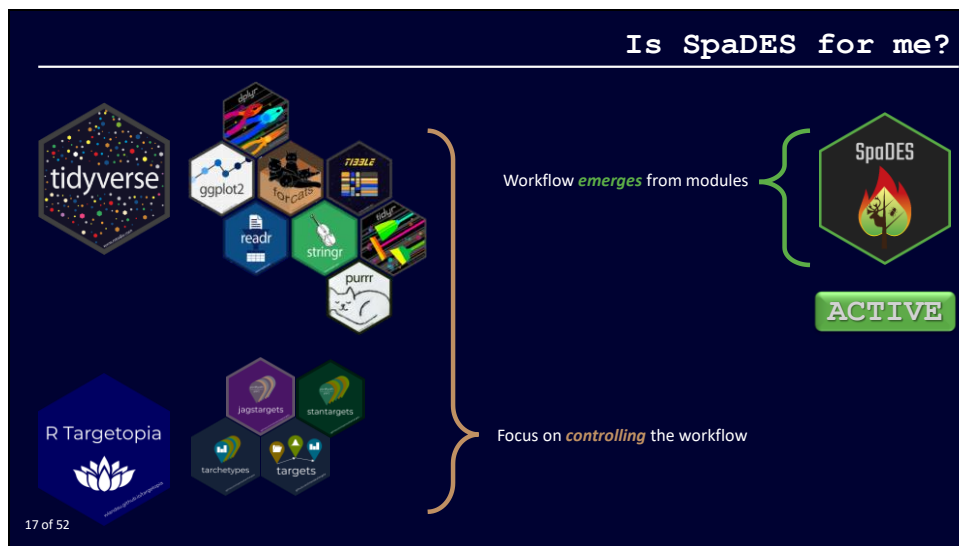 Is SpaDES for me?
tidyverse
dplyr
ggplot2
forcats
TIBBLE
readr
stringr
tidyr
purrr
Workflow emerges from modules
SpaDES
ACTIVE
R Targetopia
jagstargets
stantargets
tarchetypes
targets
Focus on controlling the workflow
17 of 52